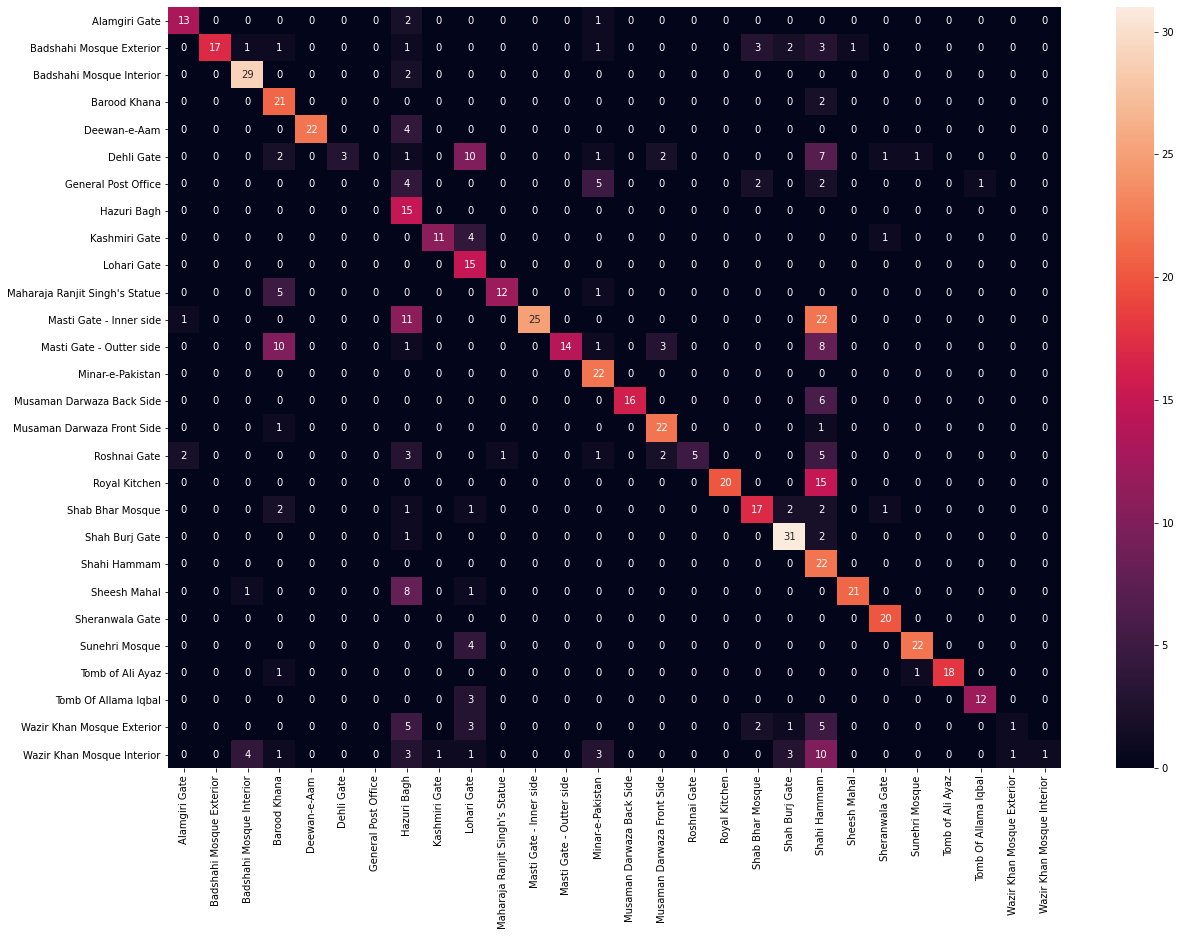 Alamgiri Gate 13 0 0 0 0 0 0 2 0 0 0 0 0 1 0 0 0 0 0 0 0 0 0 0 0 0 0 0
Badshahi Mosque Exterior 0 17 1 1 0 0 0 1 0 0 0 0 0 1 0 0 0 0 3 2 3 1 0 0 0 0 0 0
Badshahi Mosque Interior 0 0 29 0 0 0 0 2 0 0 0 0 0 0 0 0 0 0 0 0 0 0 0 0 0 0 0 0
Barood Khana 0 0 0 21 0 0 0 0 0 0 0 0 0 0 0 0 0 0 0 0 2 0 0 0 0 0 0 0
Deewan-e-Aam 0 0 0 0 22 0 0 4 0 0 0 0 0 0 0 0 0 0 0 0 0 0 0 0 0 0 0 0
Dehli Gate 0 0 0 2 0 3 0 1 0 10 0 0 0 1 0 2 0 0 0 0 7 0 1 1 0 0 0 0
General Post Office 0 0 0 0 0 0 0 4 0 0 0 0 0 5 0 0 0 0 2 0 2 0 0 0 0 1 0 0
Hazuri Bagh 0 0 0 0 0 0 0 15 0 0 0 0 0 0 0 0 0 0 0 0 0 0 0 0 0 0 0 0
Kashmiri Gate 0 0 0 0 0 0 0 0 11 4 0 0 0 0 0 0 0 0 0 0 0 0 1 0 0 0 0 0
Lohari Gate 0 0 0 0 0 0 0 0 0 15 0 0 0 0 0 0 0 0 0 0 0 0 0 0 0 0 0 0
Maharaja Ranjit Singh's Statue 0 0 0 5 0 0 0 0 0 0 12 0 0 1 0 0 0 0 0 0 0 0 0 0 0 0 0 0
Masti Gate - Inner side 1 0 0 0 0 0 0 11 0 0 0 25 0 0 0 0 0 0 0 0 22 0 0 0 0 0 0 0
Masti Gate - Outter side 0 0 0 10 0 0 0 1 0 0 0 0 14 1 0 3 0 0 0 0 8 0 0 0 0 0 0 0
Minar-e-Pakistan 0 0 0 0 0 0 0 0 0 0 0 0 0 22 0 0 0 0 0 0 0 0 0 0 0 0 0 0
Musaman Darwaza Back Side 0 0 0 0 0 0 0 0 0 0 0 0 0 0 16 0 0 0 0 0 6 0 0 0 0 0 0 0
Musaman Darwaza Front Side 0 0 0 1 0 0 0 0 0 0 0 0 0 0 0 22 0 0 0 0 1 0 0 0 0 0 0 0
Roshnai Gate 2 0 0 0 0 0 0 3 0 0 1 0 0 1 0 2 5 0 0 0 5 0 0 0 0 0 0 0
Royal Kitchen 0 0 0 0 0 0 0 0 0 0 0 0 0 0 0 0 0 20 0 0 15 0 0 0 0 0 0 0
Shab Bhar Mosque 0 0 0 2 0 0 0 1 0 1 0 0 0 0 0 0 0 0 17 2 2 0 1 0 0 0 0 0
Shah Burj Gate 0 0 0 0 0 0 0 1 0 0 0 0 0 0 0 0 0 0 0 31 2 0 0 0 0 0 0 0
Shahi Hammam 0 0 0 0 0 0 0 0 0 0 0 0 0 0 0 0 0 0 0 0 22 0 0 0 0 0 0 0
Sheesh Mahal 0 0 1 0 0 0 0 8 0 1 0 0 0 0 0 0 0 0 0 0 0 21 0 0 0 0 0 0
Sheranwala Gate 0 0 0 0 0 0 0 0 0 0 0 0 0 0 0 0 0 0 0 0 0 0 20 0 0 0 0 0
Sunehri Mosque 0 0 0 0 0 0 0 0 0 4 0 0 0 0 0 0 0 0 0 0 0 0 0 22 0 0 0 0
Tomb of Ali Ayaz 0 0 0 1 0 0 0 0 0 0 0 0 0 0 0 0 0 0 0 0 0 0 0 1 18 0 0 0
Tomb Of Allama Iqbal 0 0 0 0 0 0 0 0 0 3 0 0 0 0 0 0 0 0 0 0 0 0 0 0 0 12 0 0
Wazir Khan Mosque Exterior 0 0 0 0 0 0 0 5 0 3 0 0 0 0 0 0 0 0 2 1 5 0 0 0 0 0 1 0
Wazir Khan Mosque Interior 0 0 4 1 0 0 0 3 1 1 0 0 0 3 0 0 0 0 0 3 10 0 0 0 0 0 1 1
Alamgiri Gate
Badshahi Mosque Exterior
Badshahi Mosque Interior
Barood Khana
Deewan-e-Aam
Dehli Gate
General Post Office
Hazuri Bagh
Kashmiri Gate
Lohari Gate
Maharaja Ranjit Singh's Statue
Masti Gate - Inner side
Masti Gate - Outter side
Minar-e-Pakistan
Musaman Darwaza Back Side
Musaman Darwaza Front Side
Roshnai Gate
Royal Kitchen
Shab Bhar Mosque
Shah Burj Gate
Shahi Hammam
Sheesh Mahal
Sheranwala Gate
Sunehri Mosque
Tomb of Ali Ayaz
Tomb Of Allama Iqbal
Wazir Khan Mosque Exterior
Wazir Khan Mosque Interior
30
25
20
15
10
5
0